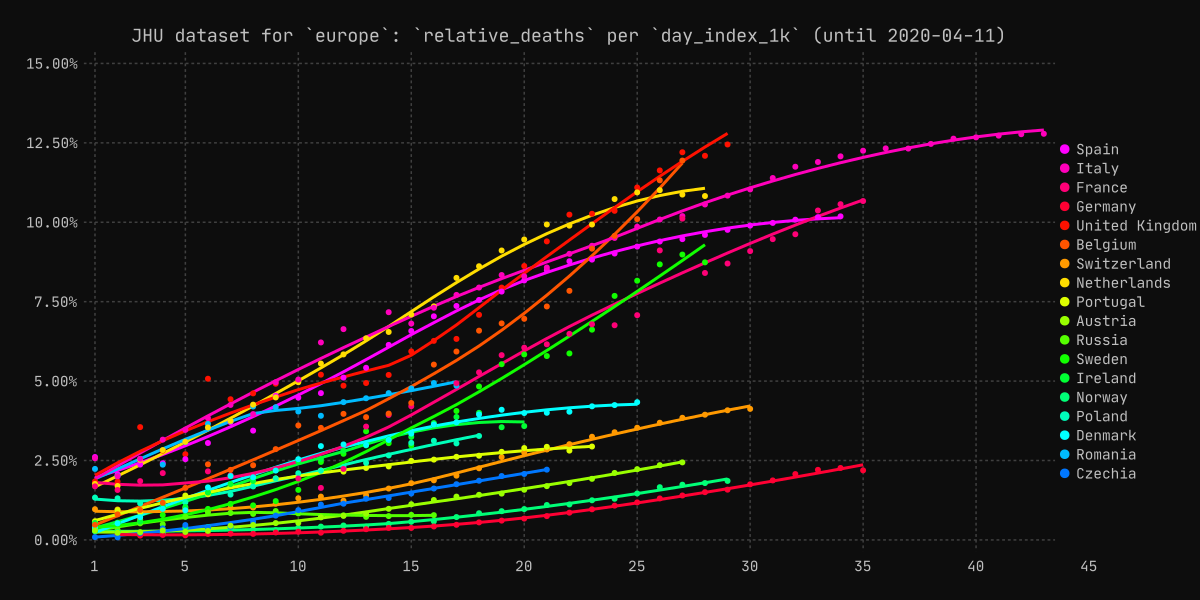 JHU dataset for `europe`: `relative_deaths` per `day_index_1k` (until 2020-04-11)
15.00%
12.50%
10.00%
7.50%
5.00%
2.50%
0.00%
1 5 10 15 20 25 30 35 40 45
Spain
Italy
France
Germany
United Kingdom
Belgium
Switzerland
Netherlands
Portugal
Austria
Russia
Sweden
Ireland
Norway
Poland
Denmark
Romania
Czechia